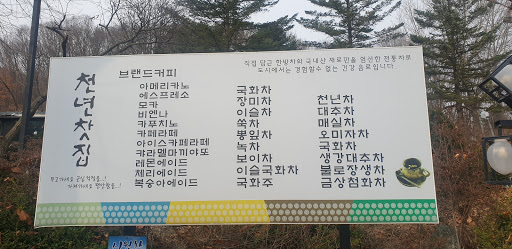 직접 담근 한방차와 국내산 재료만을 엄선한 전통차로
도시에서는 경험할수 없는 건강 음료입니다.
천년찻집
브랜드커피
아메리카노
에스프레소
모카
비엔나
카푸치노
카페라떼
아이스카페라떼
캬라멜마끼아또
레몬에이드
체리에이드
복숭아에이드
국화차
장미차
이슬차
쑥차
뽕잎차
녹차
보이차
이슬국화차
국화주
천년차
대추차
매실차
오미자차
국화차
생강대추차
불로장생차
금상첨화차